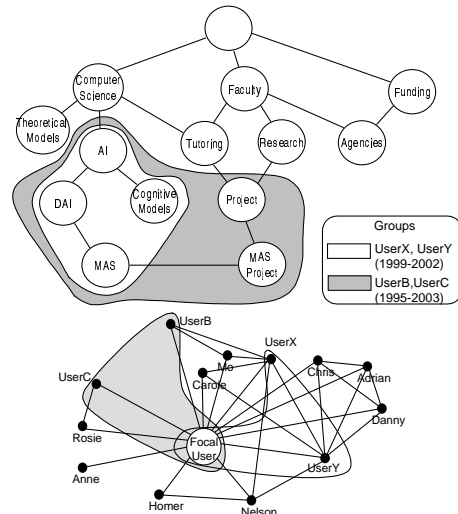 Computer
Science
Faculty
Funding
Theoretical
Models
AI
Tutoring
Research
Agencies
DAI
Cognitive
Models
Project
MAS
MAS
Project
Groups
UserX, UserY
(1999-2002)
UserB,UserC
(1995-2003)
UserB
UserX
Mo
Chris
UserC
Carole
Adrian
Danny
Rosie
Focal
User
UserY
Anne
Homer
Nelson